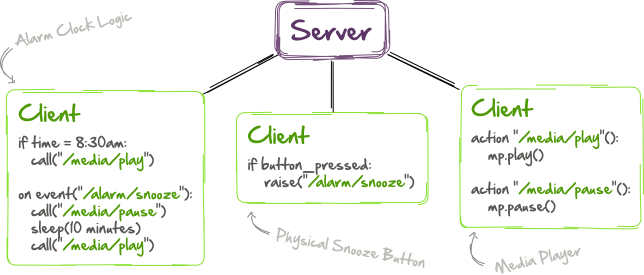 Alarm Clock Logic
Server
Client
if time = 8:30am:
call("/media/play")
on event("/alarm/snooze"):
call("/media/pause")
sleep(10 minutes)
call("/media/play")
Client
if button_pressed:
raise("/alarm/snooze")
Physical Snooze Button
Client
action "/media/play"():
mp.play()
action "/media/pause"():
mp.pause()
Media Player